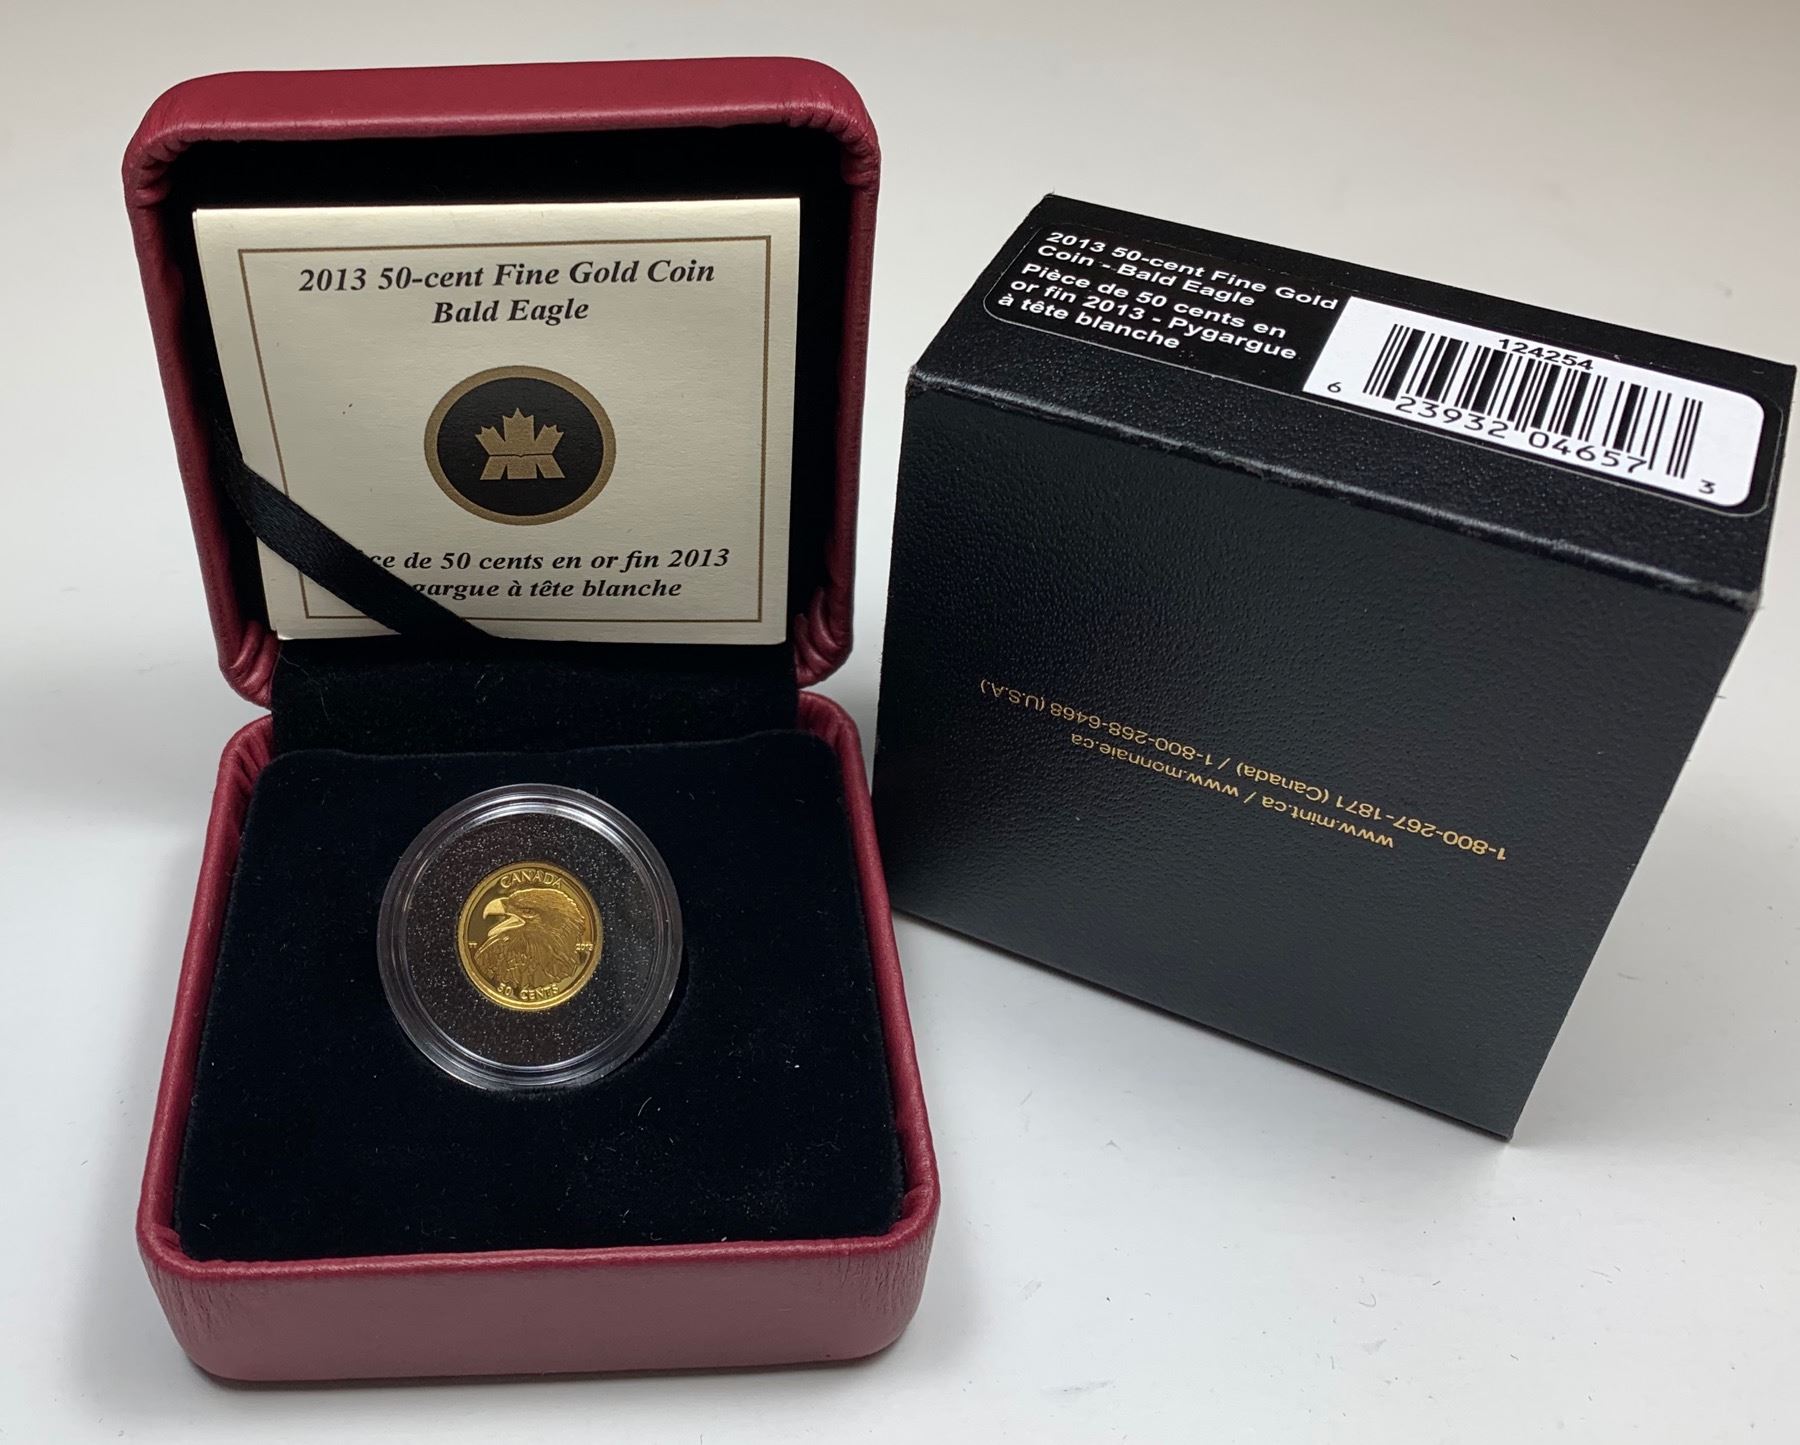 2013 50-cent Fine Gold Coin
Bald Eagle
ce de 50 cents en or fin 2013
gargue à tête blanche
CANADA
2013
50 CENTS
2013 50-cent Fine Gold
Coin - Bald Eagle
Pièce de 50 cents en
or fin 2013 - Pygargue
à tête blanche
124254
6 23932 04657 3
www.mint.ca / www.monnaie.ca
1-800-267-1871 (Canada) / 1-800-268-6468 (U.S.A.)